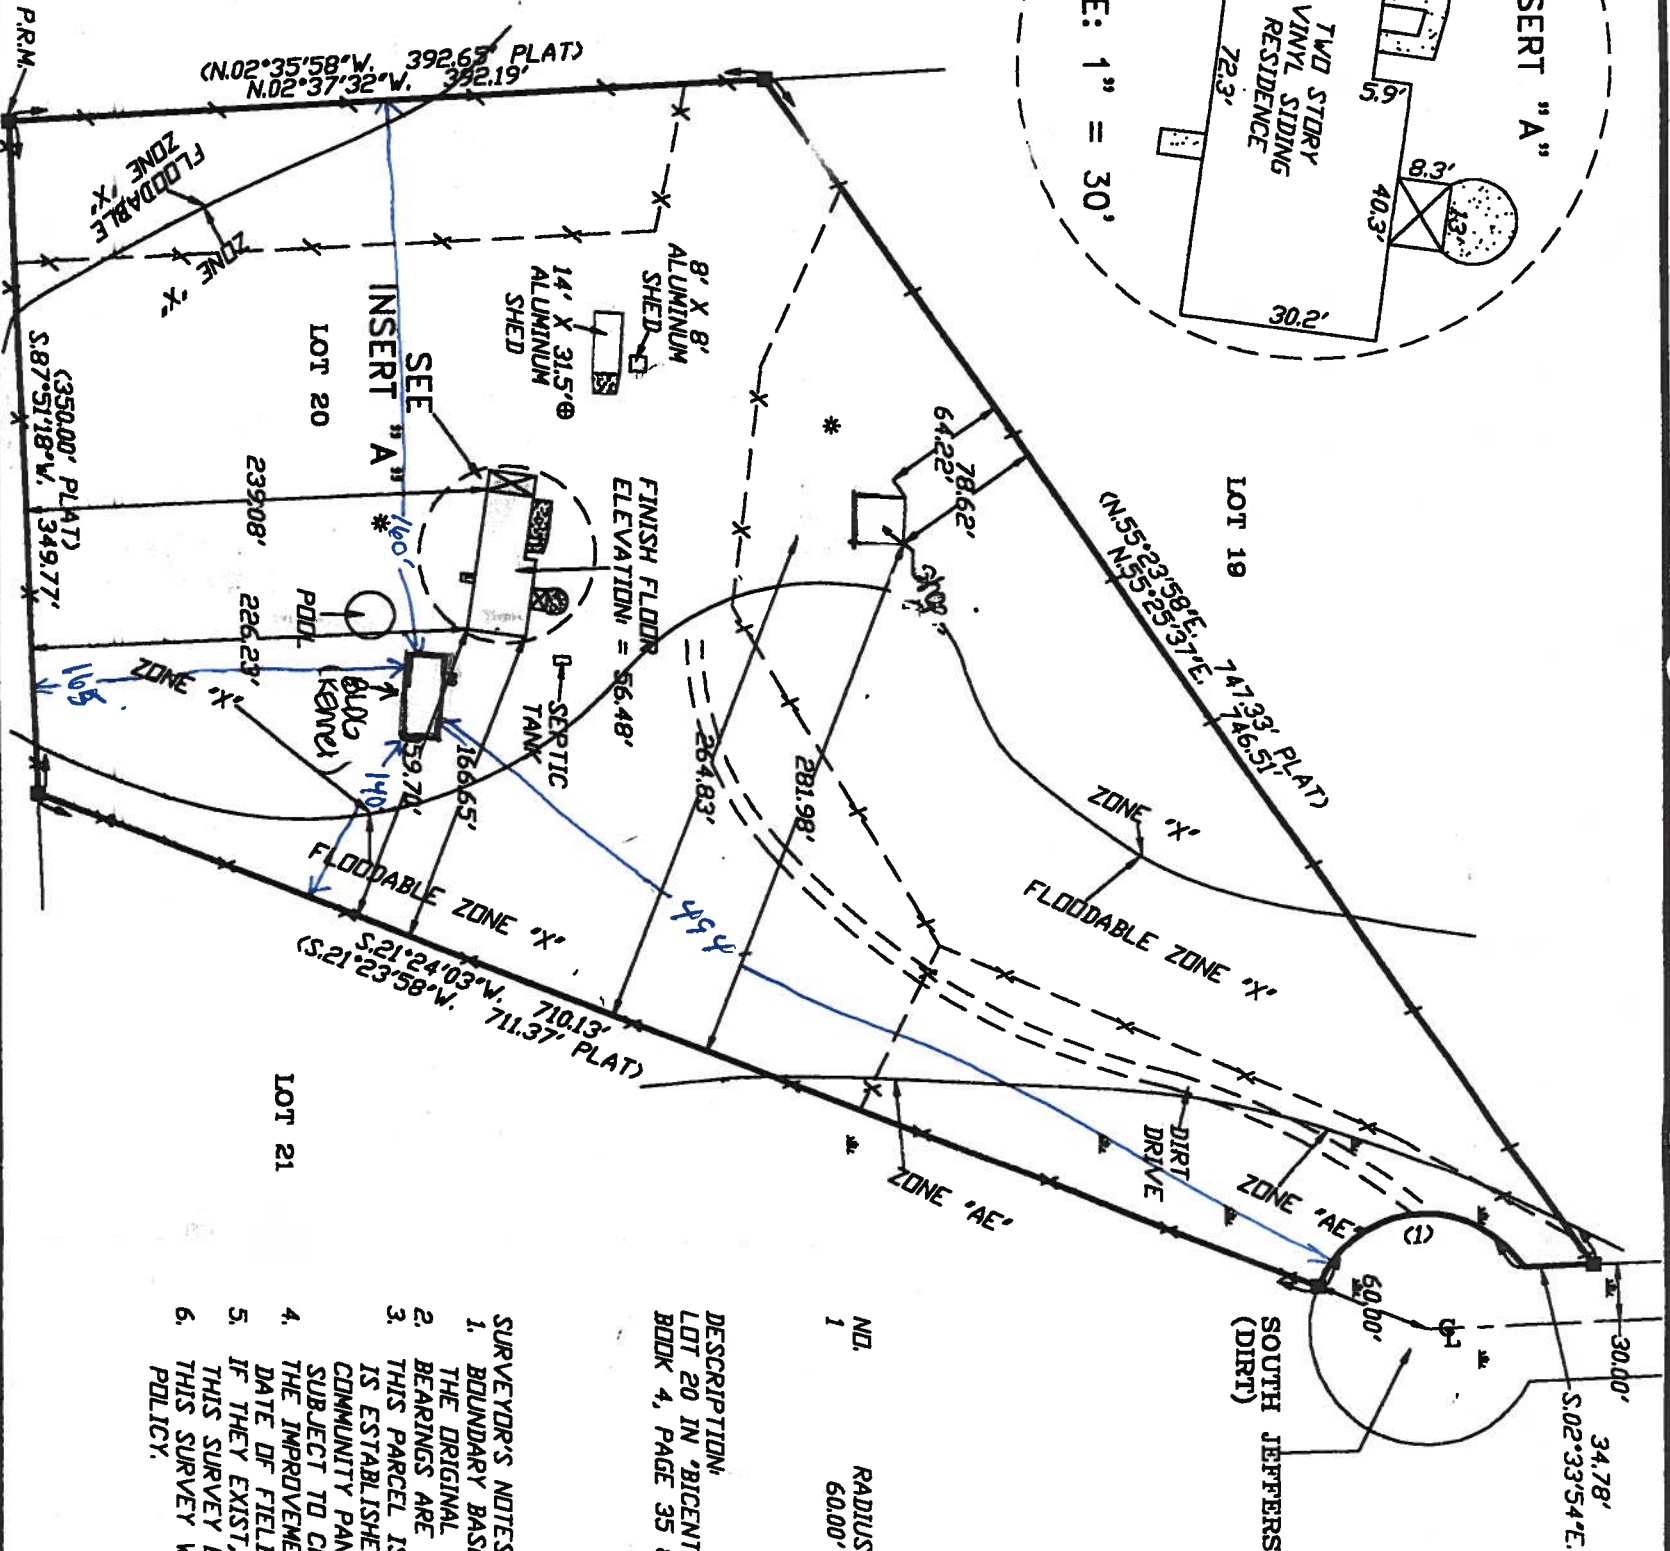 P.R.M.
(N.02°35'58"W. 392.65' PLAT)
N.02°37'32"W. 392.19'
FLOODABLE
ZONE "X"
ZONE "X"
INSERT "A"
TWO STORY
VINYL SIDING
RESIDENCE
72.3'
5.9'
8.3'
13'
40.3'
30.2'
E: 1" = 30'
8' X 8'
ALUMINUM
SHED
14' X 31.5'
ALUMINUM
SHED
LOT 20
SEE
INSERT "A"
*
*
FINISH FLOOR
ELEVATION: = 56.48'
64.22'
78.62'
Shop
LOT 19
(N.55°23'58"E. 747.33' PLAT)
N.55°25'37"E. 746.51'
(350.00' PLAT)
S.87°51'18"W. 349.77'
239.08'
226.23'
160'
165
POOL
BLDG
(Kennel)
SEPTIC
TANK
ZONE "X"
140'
59.70'
166.65'
264.83'
281.98'
494
FLOODABLE ZONE "X"
ZONE "X"
FLOODABLE ZONE "X"
S.21°24'03"W. 710.13'
(S.21°23'58"W. 711.37' PLAT)
LOT 21
DIRT
DRIVE
ZONE "AE"
ZONE "AE"
(1)
60.00'
30.00'
34.78'
S.02°33'54"E.
SOUTH JEFFERS
(DIRT)
NO. RADIUS
1 60.00'
DESCRIPTION:
LOT 20 IN "BICENT
BOOK 4, PAGE 35
SURVEYOR'S NOTES
1. BOUNDARY BAS
THE ORIGINAL
2. BEARINGS ARE
3. THIS PARCEL IS
IS ESTABLISHE
COMMUNITY PAN
SUBJECT TO C
4. THE IMPROVEME
DATE OF FIEL
5. IF THEY EXIST,
THIS SURVEY
6. THIS SURVEY W
POLICY.